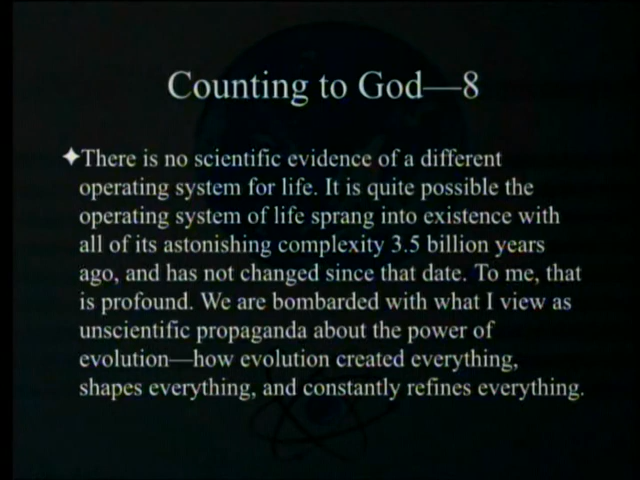 Counting to God—8
✦There is no scientific evidence of a different
operating system for life. It is quite possible the
operating system of life sprang into existence with
all of its astonishing complexity 3.5 billion years
ago, and has not changed since that date. To me, that
is profound. We are bombarded with what I view as
unscientific propaganda about the power of
evolution—how evolution created everything,
shapes everything, and constantly refines everything.